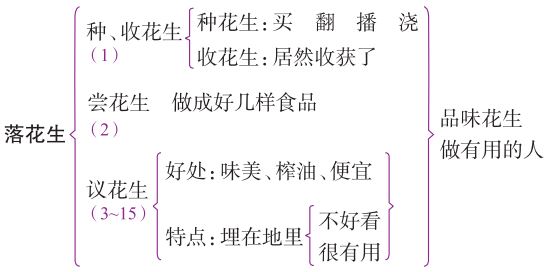 落花生
种、收花生
(1)
种花生：买 翻 播 浇
收花生：居然收获了
尝花生 做成好几样食品
(2)
议花生
(3~15)
好处：味美、榨油、便宜
特点：埋在地里
不好看
很有用
品味花生
做有用的人